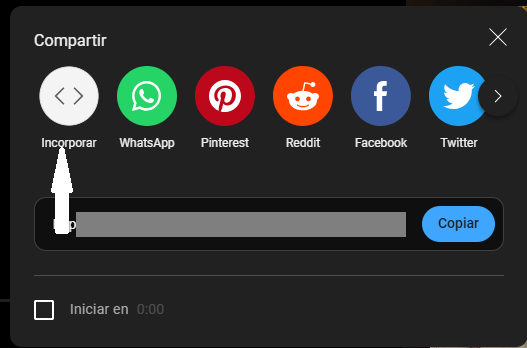 Compartir
Incorporar WhatsApp Pinterest Reddit Facebook Twitter
Copiar
Iniciar en 0:00